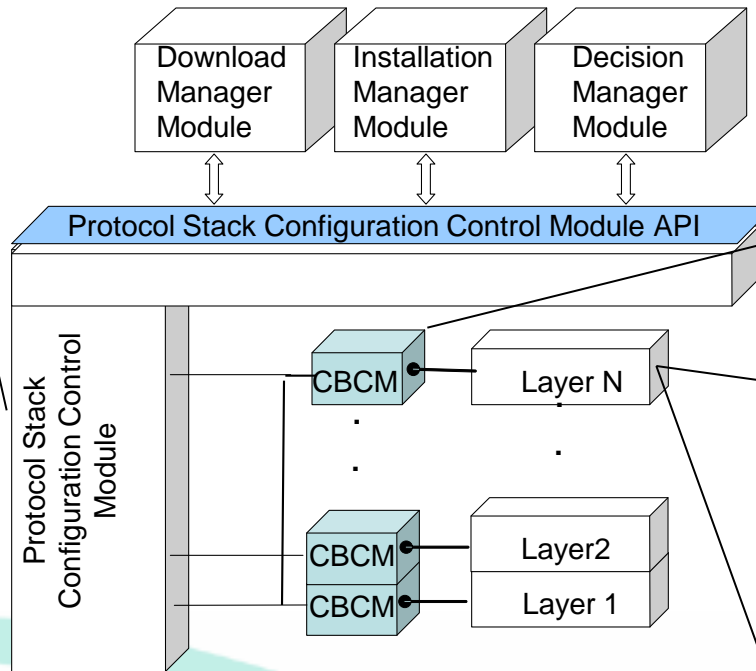 Download
Manager
Module
Installation
Manager
Module
Decision
Manager
Module
Protocol Stack Configuration Control Module API
Protocol Stack
Configuration Control
Module
CBCM
Layer N
CBCM
Layer2
CBCM
Layer 1